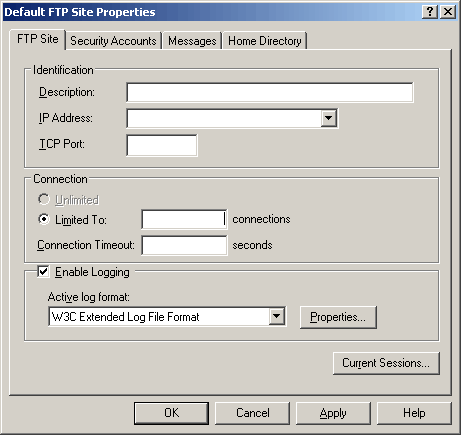 Default FTP Site Properties
FTP Site Security Accounts Messages Home Directory
Identification
Description:
IP Address:
TCP Port:
Connection
Unlimited
Limited To: connections
Connection Timeout: seconds
Enable Logging
Active log format:
W3C Extended Log File Format Properties...
Current Sessions...
OK Cancel Apply Help